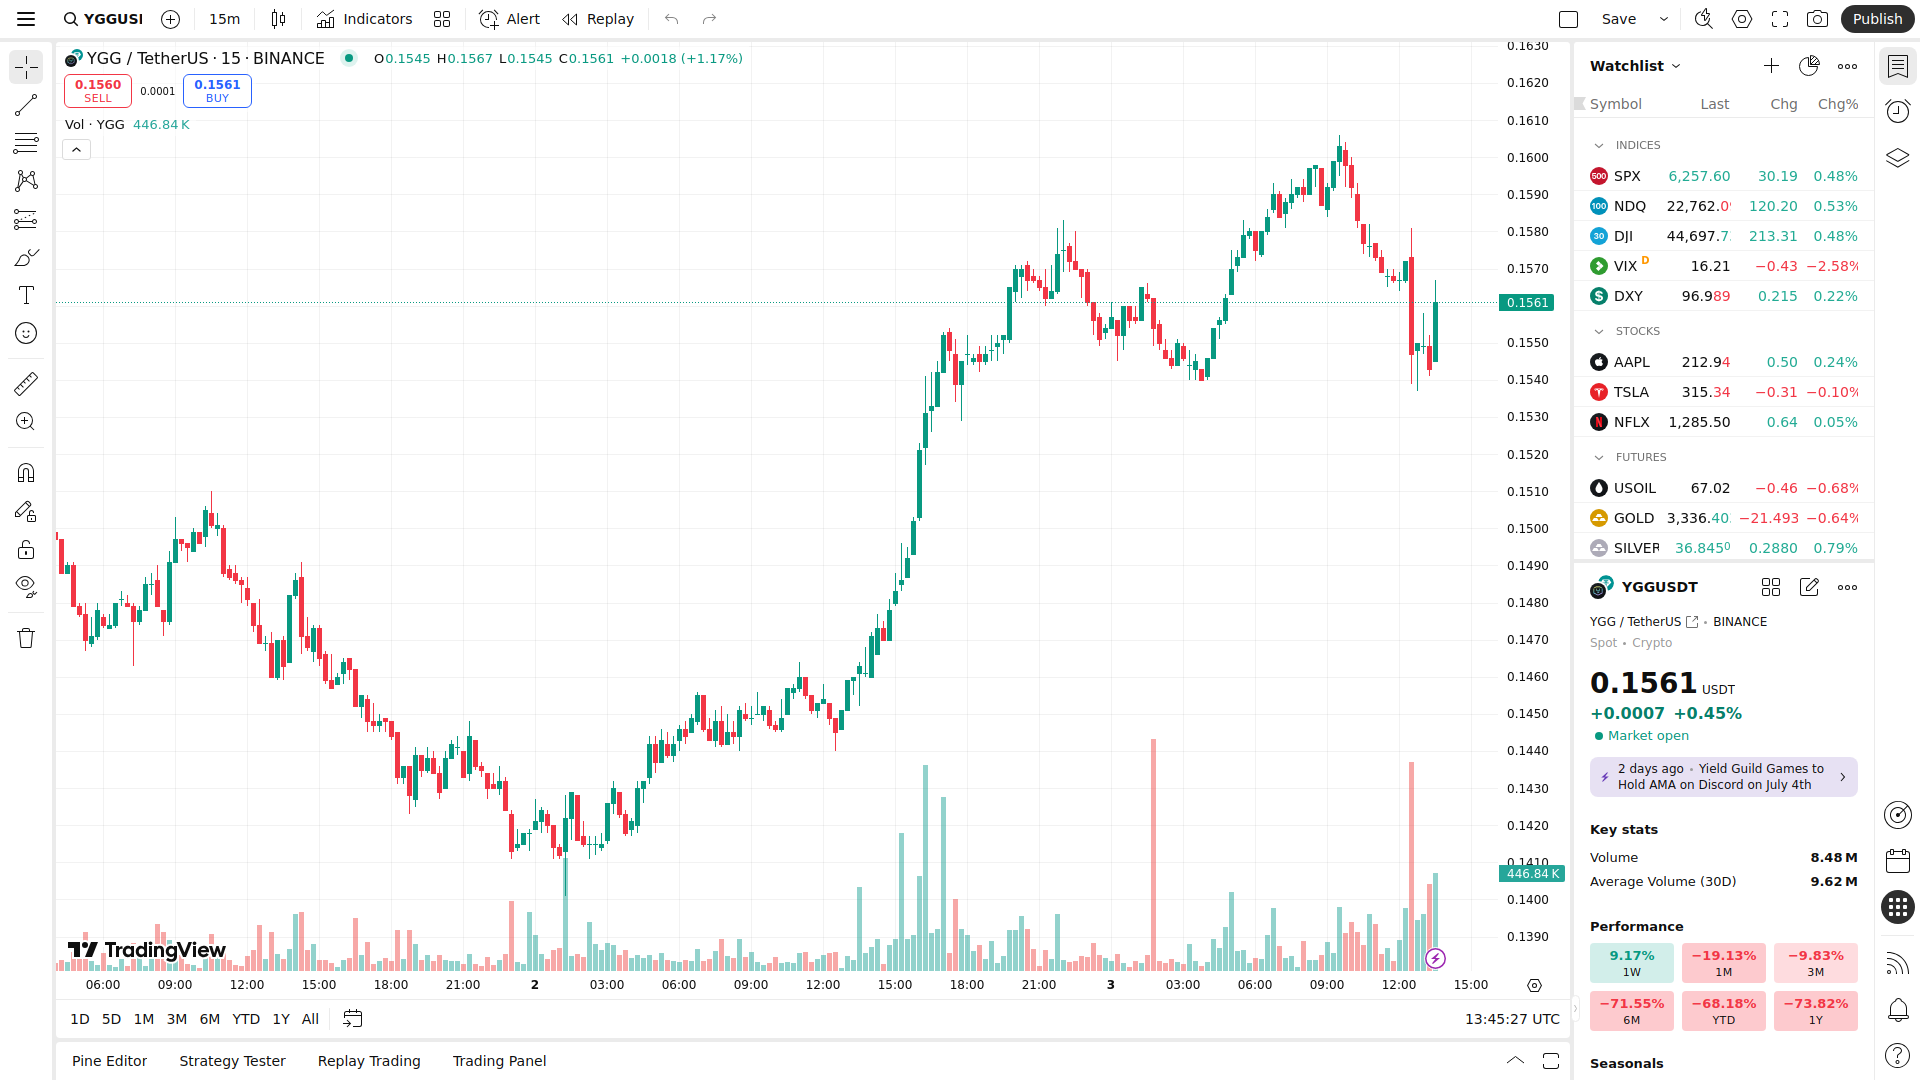 YGGUSI
15m
Indicators
Alert
Replay
Save
Publish
YGG / TetherUS · 15 · BINANCE
O0.1545 H0.1567 L0.1545 C0.1561 +0.0018 (+1.17%)
0.1560
SELL
0.0001
0.1561
BUY
Vol · YGG 446.84 K
0.1630
0.1620
0.1610
0.1600
0.1590
0.1580
0.1570
0.1561
0.1550
0.1540
0.1530
0.1520
0.1510
0.1500
0.1490
0.1480
0.1470
0.1460
0.1450
0.1440
0.1430
0.1420
0.1410
446.84 K
0.1400
0.1390
TradingView
06:00 09:00 12:00 15:00 18:00 21:00 2 03:00 06:00 09:00 12:00 15:00 18:00 21:00 3 03:00 06:00 09:00 12:00 15:00
1D 5D 1M 3M 6M YTD 1Y All
13:45:27 UTC
Pine Editor Strategy Tester Replay Trading Trading Panel
Watchlist
Symbol Last Chg Chg%
INDICES
500 SPX 6,257.60 30.19 0.48%
100 NDQ 22,762.0 120.20 0.53%
30 DJI 44,697.7 213.31 0.48%
VIX D 16.21 −0.43 −2.58%
DXY 96.989 0.215 0.22%
STOCKS
AAPL 212.94 0.50 0.24%
TSLA 315.34 −0.31 −0.10%
NFLX 1,285.50 0.64 0.05%
FUTURES
USOIL 67.02 −0.46 −0.68%
GOLD 3,336.40 −21.493 −0.64%
SILVER 36.8450 0.2880 0.79%
YGGUSDT
YGG / TetherUS • BINANCE
Spot • Crypto
0.1561 USDT
+0.0007 +0.45%
Market open
2 days ago • Yield Guild Games to
Hold AMA on Discord on July 4th
Key stats
Volume 8.48 M
Average Volume (30D) 9.62 M
Performance
9.17% −19.13% −9.83%
1W 1M 3M
−71.55% −68.18% −73.82%
6M YTD 1Y
Seasonals